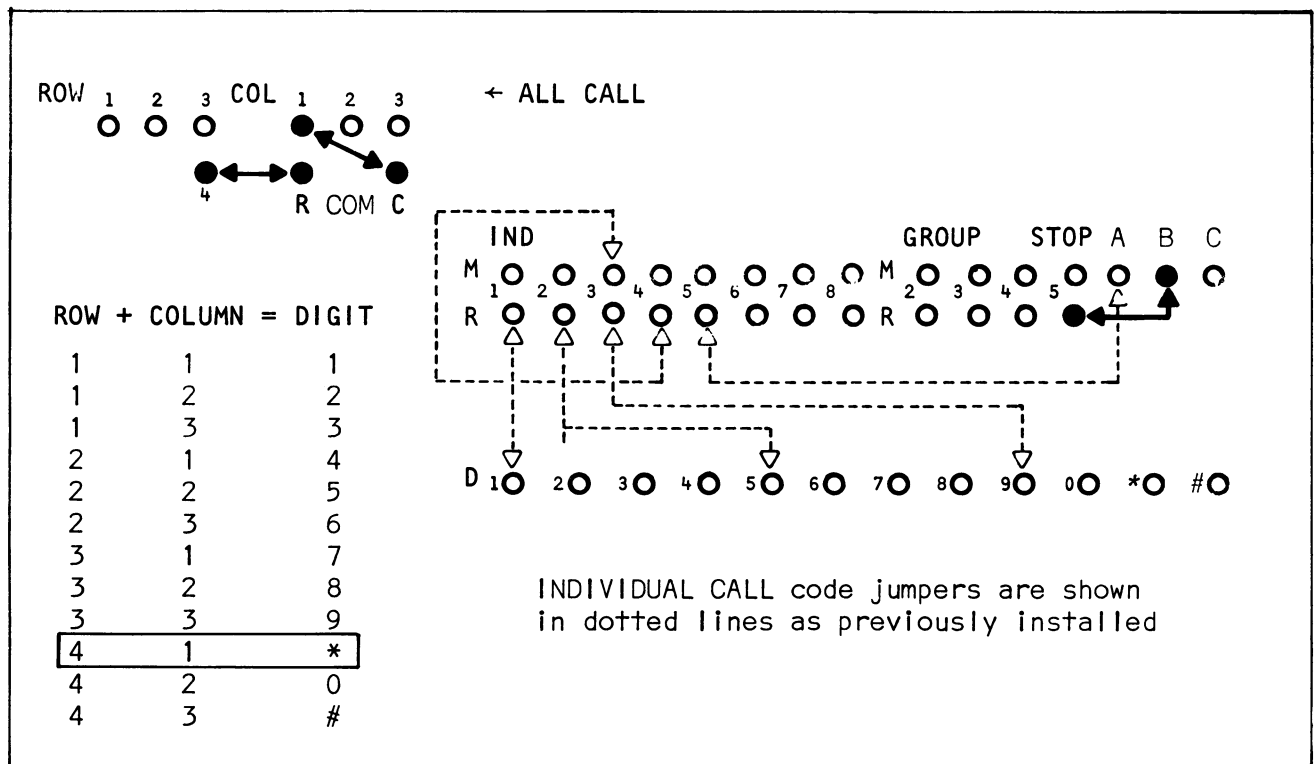 ROW 1 2 3 COL 1 2 3 ← ALL CALL
4 R COM C
IND GROUP STOP A B C
M M
1 2 3 4 5 6 7 8 2 3 4 5
R R
D 1 2 3 4 5 6 7 8 9 0 * #
ROW + COLUMN = DIGIT
1 1 1
1 2 2
1 3 3
2 1 4
2 2 5
2 3 6
3 1 7
3 2 8
3 3 9
4 1 *
4 2 0
4 3 #
INDIVIDUAL CALL code jumpers are shown
in dotted lines as previously installed